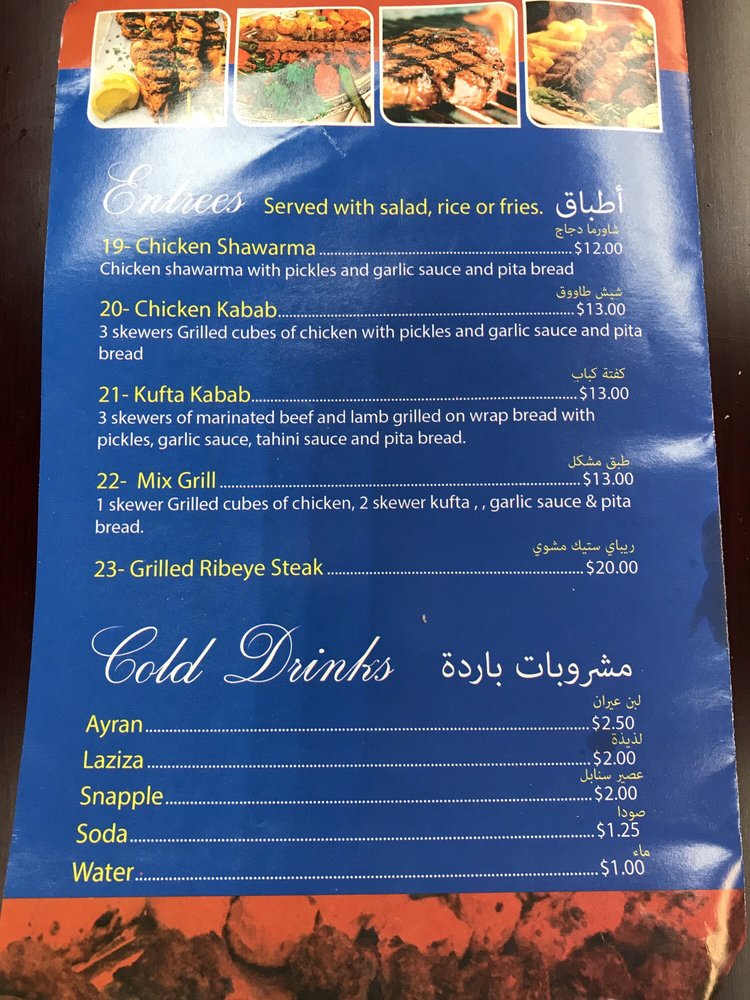 Entrees Served with salad, rice or fries. أطباق
شاورما دجاج
19- Chicken Shawarma $12.00
Chicken shawarma with pickles and garlic sauce and pita bread
شيش طاووق
20- Chicken Kabab $13.00
3 skewers Grilled cubes of chicken with pickles and garlic sauce and pita
bread
كفتة كباب
21- Kufta Kabab $13.00
3 skewers of marinated beef and lamb grilled on wrap bread with
pickles, garlic sauce, tahini sauce and pita bread.
طبق مشكل
22- Mix Grill $13.00
1 skewer Grilled cubes of chicken, 2 skewer kufta , , garlic sauce & pita
bread.
ريباي ستيك مشوي
23- Grilled Ribeye Steak $20.00
Cold Drinks مشروبات باردة
لبن عيران
Ayran $2.50
لذيذة
Laziza $2.00
عصير سنابل
Snapple $2.00
صودا
Soda $1.25
ماء
Water $1.00